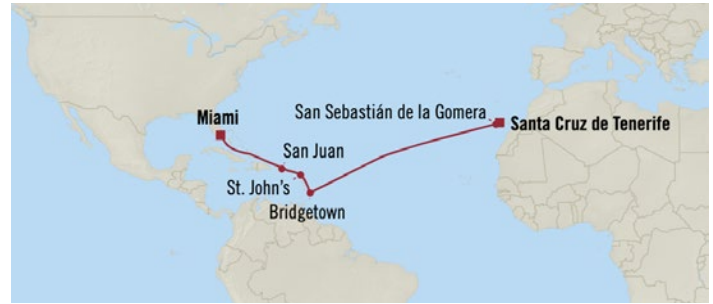 Miami
San Sebastián de la Gomera
Santa Cruz de Tenerife
San Juan
St. John's
Bridgetown